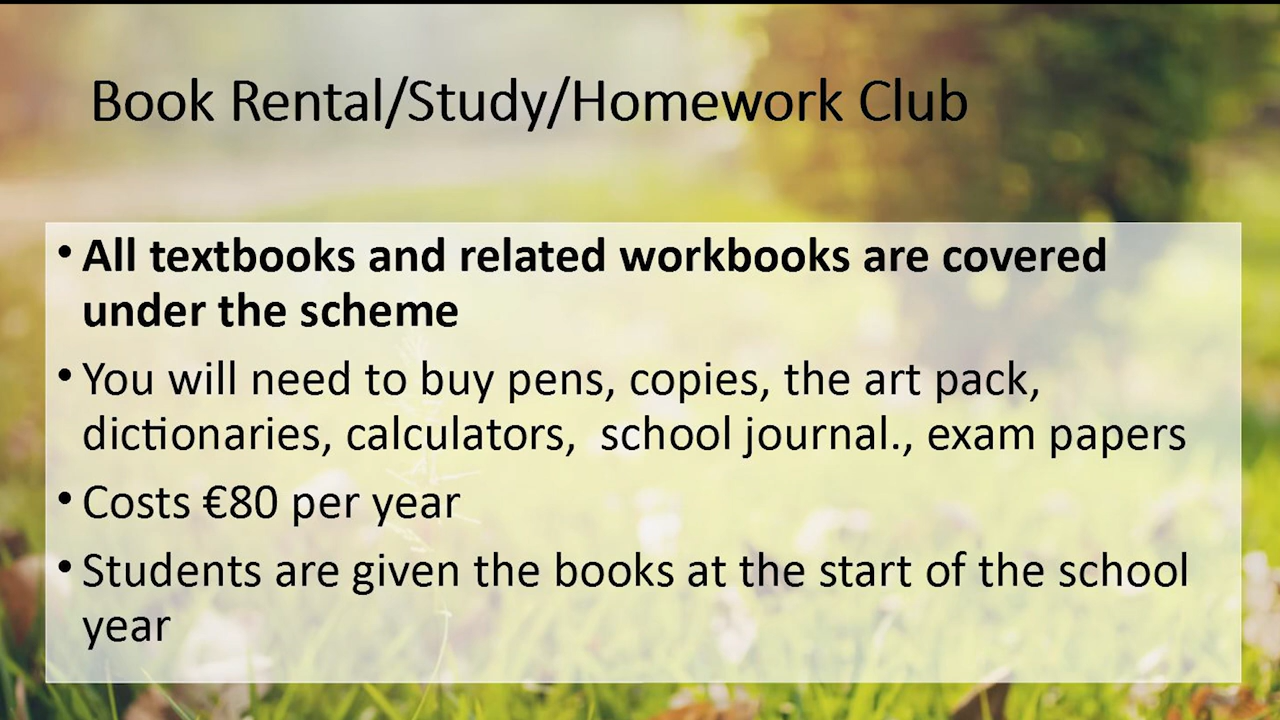 Book Rental/Study/Homework Club
• All textbooks and related workbooks are covered
under the scheme
• You will need to buy pens, copies, the art pack,
dictionaries, calculators,  school journal., exam papers
• Costs €80 per year
• Students are given the books at the start of the school
year